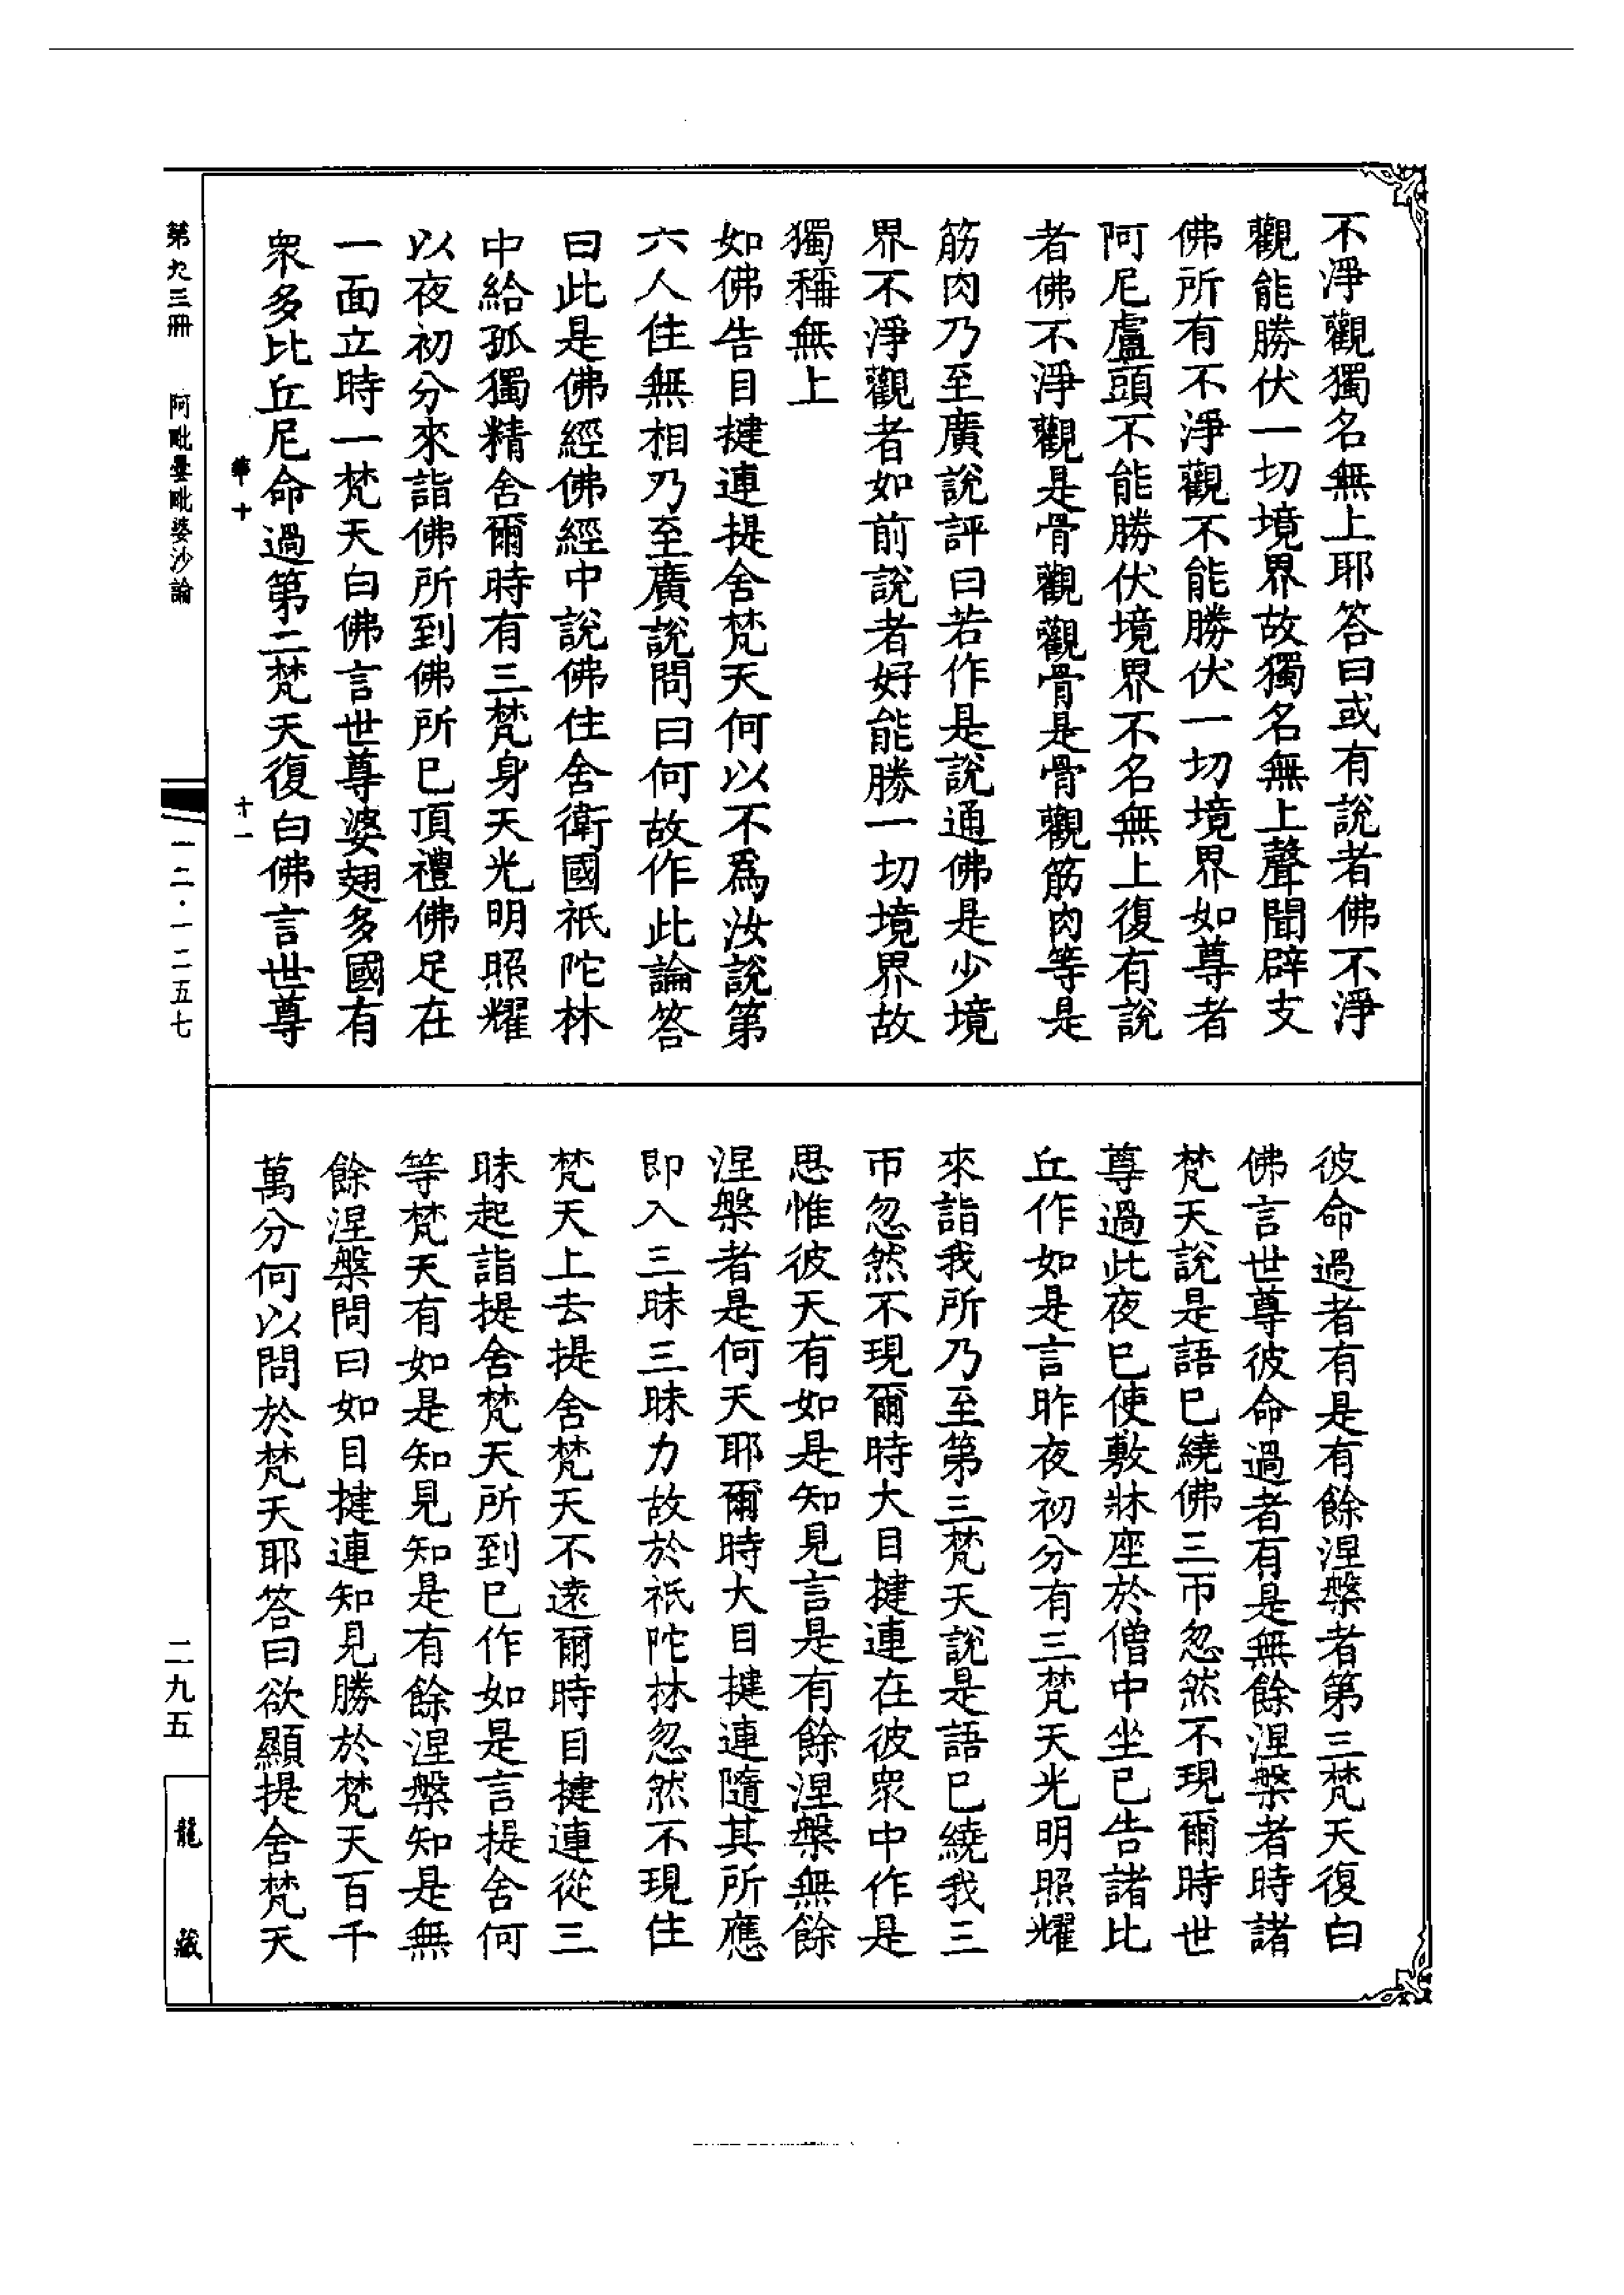 不淨觀獨名無上耶答曰或有說者佛不淨
觀能勝伏一切境界故獨名無上聲聞辟支
佛所有不淨觀不能勝伏一切境界如尊者
阿尼盧頭不能勝伏境界不名無上復有說
者佛不淨觀是骨觀觀骨是骨觀筋肉等是
筋肉乃至廣說評曰若作是說通佛是少境
界不淨觀者如前說者好能勝一切境界故
獨稱無上
如佛告目揵連提舍梵天何以不爲汝說第
六人住無相乃至廣說問曰何故作此論答
曰此是佛經佛經中說佛住舍衛國祇陀林
中給孤獨精舍爾時有三梵身天光明照耀
以夜初分來詣佛所到佛所已頂禮佛足在
一面立時一梵天白佛言世尊婆翅多國有
衆多比丘尼命過第二梵天復白佛言世尊
華十
十一
彼命過者有是有餘涅槃者第三梵天復白
佛言世尊彼命過者有是無餘涅槃者時諸
梵天說是語已繞佛三帀忽然不現爾時世
尊過此夜已使敷牀座於僧中坐已告諸比
丘作如是言昨夜初分有三梵天光明照耀
來詣我所乃至第三梵天說是語已繞我三
帀忽然不現爾時大目揵連在彼衆中作是
思惟彼天有如是知見言是有餘涅槃無餘
涅槃者是何天耶爾時大目揵連隨其所應
即入三昧三昧力故於祇陀林忽然不現住
梵天上去提舍梵天不遠爾時目揵連從三
昧起詣提舍梵天所到已作如是言提舍何
等梵天有如是知見知是有餘涅槃知是無
餘涅槃問曰如目揵連知見勝於梵天百千
萬分何以問於梵天耶答曰欲顯提舍梵天
第九三冊
阿毗曇毗婆沙論
一二·一二五七
二九五
龍藏